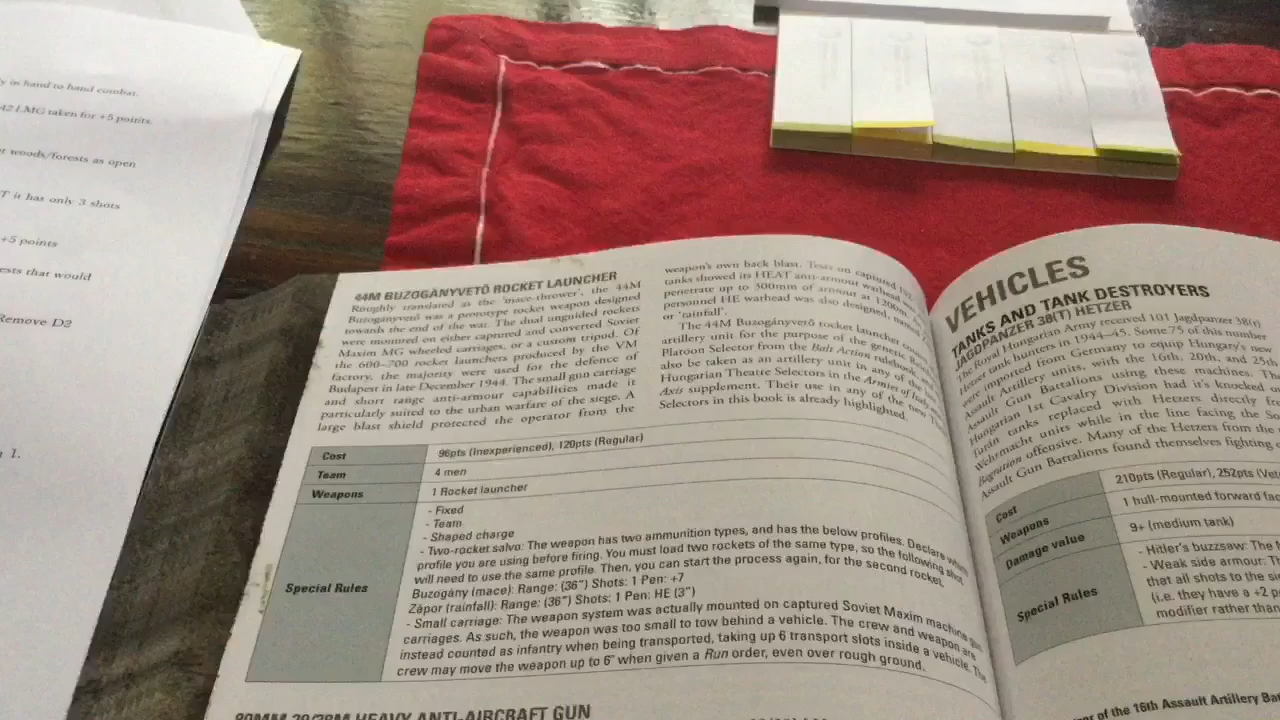 y in hand to hand combat.
42 LMG taken for +5 points.
t woods/forests as open
T it has only 3 shots
+5 points
ests that would
Remove D2
1.
44M BUZOGÁNYVETŐ ROCKET LAUNCHER
Roughly translated as the 'mace-thrower', the 44M
Buzogányvető was a prototype rocket weapon designed
towards the end of the war. The dual unguided rockets
were mounted on either captured and converted Soviet
Maxim MG wheeled carriages, or a custom tripod. Of
the 600–700 rocket launchers produced by the VM
factory, the majority were used for the defence of
Budapest in late December 1944. The small gun carriage
and short range anti-armour capabilities made it
particularly suited to the urban warfare of the siege. A
large blast shield protected the operator from the
weapon's own back blast. Tests on captured
tanks showed its HEAT anti-armour warhead
penetrate up to 300mm of armour at 1200m.
personnel HE warhead was also designed,
or 'rainfall'.
The 44M Buzogányvető rocket launcher
artillery unit for the purpose of the generic
Platoon Selector from the Bolt Action rulebook
also be taken as an artillery unit in any of the
Hungarian Theatre Selectors in the Armies of
Axis supplement. Their use in any of the new
Selectors in this book is already highlighted.
Cost 96pts (Inexperienced), 120pts (Regular)
Team 4 men
Weapons 1 Rocket launcher
Special Rules
- Fixed
- Team
- Shaped charge
- Two-rocket salvo: The weapon has two ammunition types, and has the below profiles. Declare
profile you are using before firing. You must load two rockets of the same type, so the following shot
will need to use the same profile. Then, you can start the process again, for the second rocket.
Buzogány (mace): Range: (36") Shots: 1 Pen: +7
Zápor (rainfall): Range: (36") Shots: 1 Pen: HE (3")
- Small carriage: The weapon system was actually mounted on captured Soviet Maxim machine gun
carriages. As such, the weapon was too small to tow behind a vehicle. The crew and weapon are
instead counted as infantry when being transported, taking up 6 transport slots inside a vehicle. The
crew may move the weapon up to 6" when given a Run order, even over rough ground.
80MM 29/38M HEAVY ANTI-AIRCRAFT GUN
VEHICLES
TANKS AND TANK DESTROYERS
JAGDPANZER 38(T) HETZER
The Royal Hungarian Army received 101 Jagdpanzer 38(t)
Hetzer tank hunters in 1944–45. Some 75 of this number
were imported from Germany to equip Hungary's new
Assault Artillery units, with the 16th, 20th, and 25th
Assault Gun Battalions using these machines. The
Hungarian 1st Cavalry Division had it's knocked
Turán tanks replaced with Hetzers directly
Wehrmacht units while in the line facing the
Bagration offensive. Many of the Hetzers from the
Assault Gun Battalions found themselves fighting
Cost 210pts (Regular), 252pts
Weapons 1 hull-mounted forward
Damage value 9+ (medium tank)
Special Rules
- Hitler's buzzsaw: The
- Weak side armour:
that all shots to the
(i.e. they have a +2
modifier rather than
of the 16th Assault Artillery